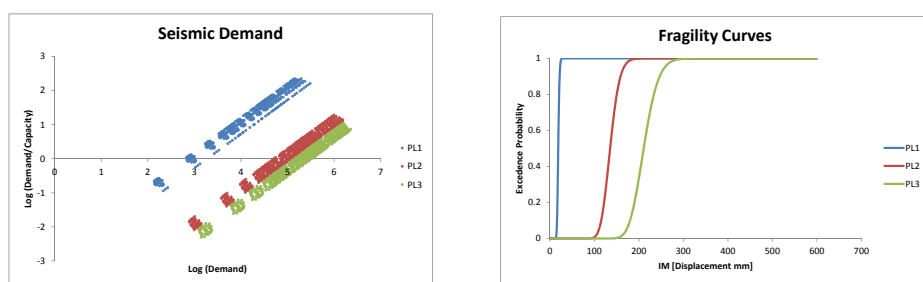 Seismic Demand
3
2
1
0
-1
-2
-3
0 1 2 3 4 5 6 7
Log (Demand/Capacity)
Log (Demand)
PL1
PL2
PL3
Fragility Curves
1
0.8
0.6
0.4
0.2
0
0 100 200 300 400 500 600 700
Excedence Probability
IM [Displacement mm]
PL1
PL2
PL3